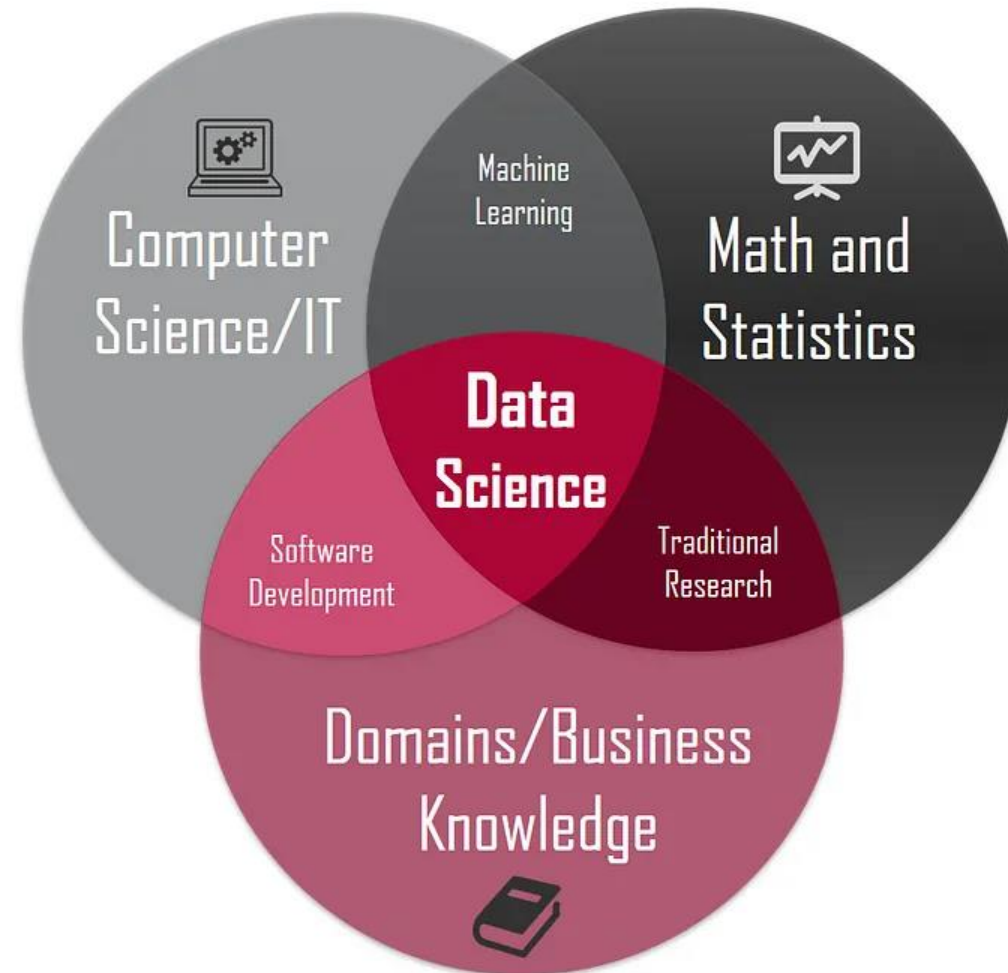 Machine
Learning
Computer
Science/IT
Math and
Statistics
Data
Science
Software
Development
Traditional
Research
Domains/Business
Knowledge